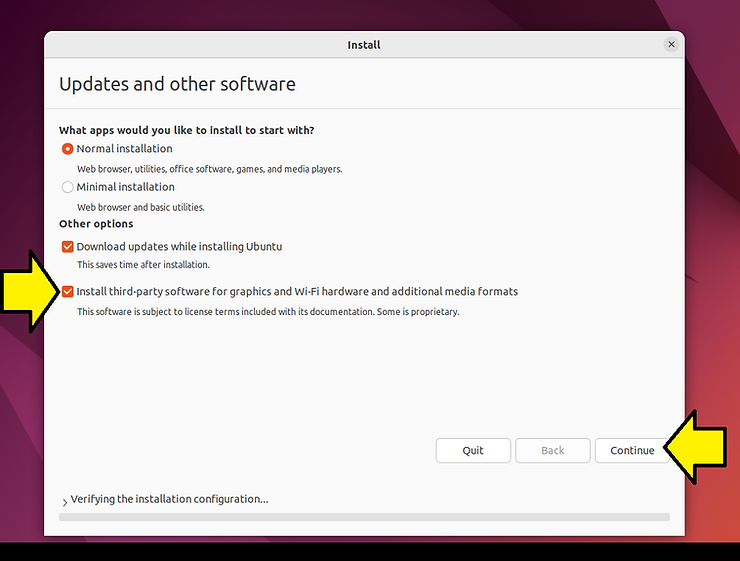 Install
Updates and other software
What apps would you like to install to start with?
Normal installation
Web browser, utilities, office software, games, and media players.
Minimal installation
Web browser and basic utilities.
Other options
Download updates while installing Ubuntu
This saves time after installation.
Install third-party software for graphics and Wi-Fi hardware and additional media formats
This software is subject to license terms included with its documentation. Some is proprietary.
Quit
Back
Continue
Verifying the installation configuration...